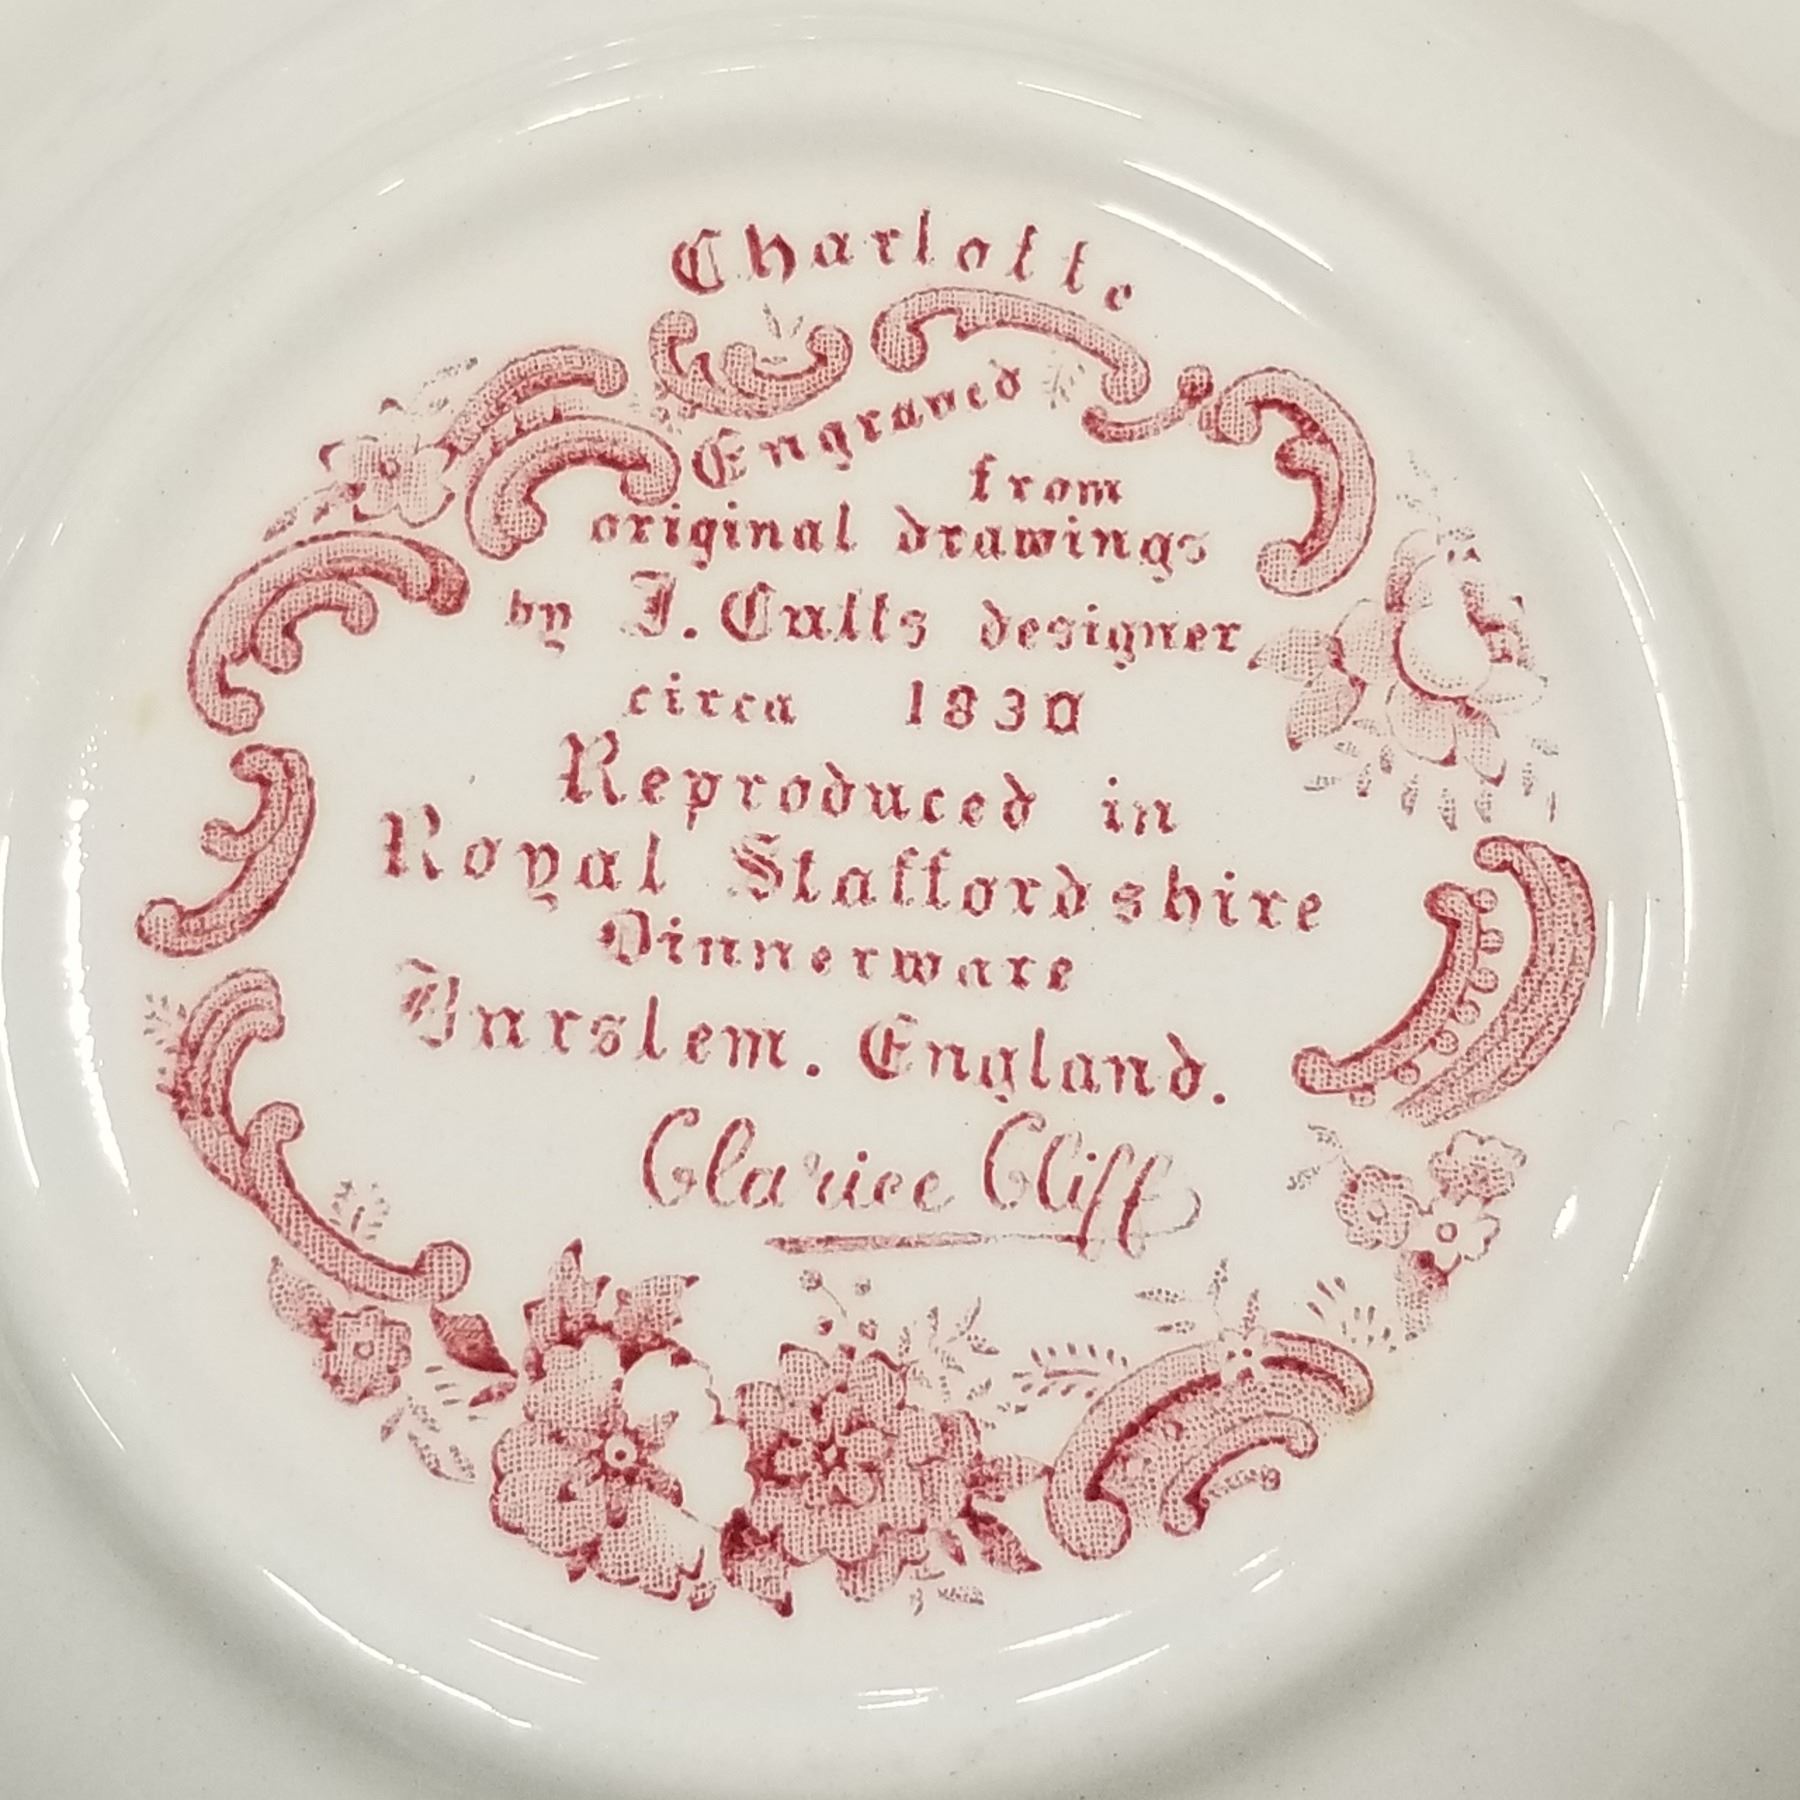 Charlotte
Engraved
from
original drawings
by J. Cutts designer,
circa 1830
Reproduced in
Royal Staffordshire
Dinnerware
Burslem. England.
Clarice Cliff